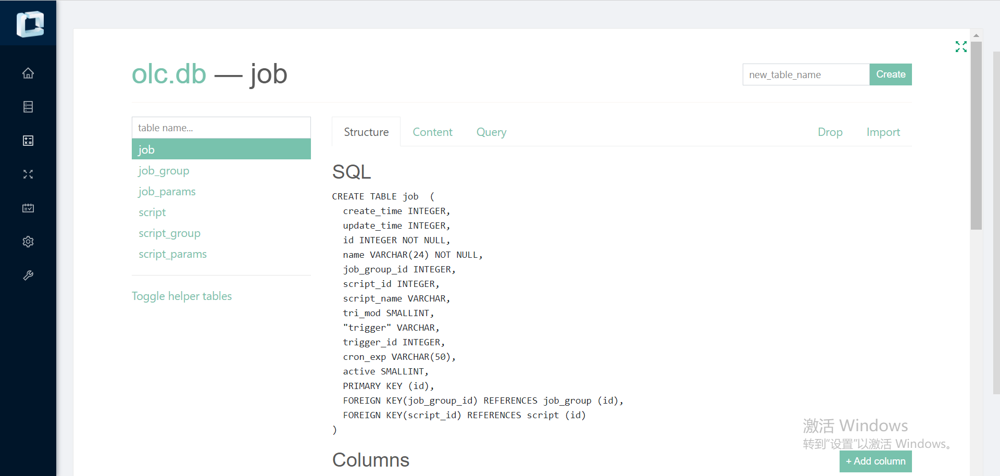 olc.db — job
new_table_name
Create
table name...
job
job_group
job_params
script
script_group
script_params
Toggle helper tables
Structure
Content
Query
Drop
Import
SQL
CREATE TABLE job  (
  create_time INTEGER,
  update_time INTEGER,
  id INTEGER NOT NULL,
  name VARCHAR(24) NOT NULL,
  job_group_id INTEGER,
  script_id INTEGER,
  script_name VARCHAR,
  tri_mod SMALLINT,
  "trigger" VARCHAR,
  trigger_id INTEGER,
  cron_exp VARCHAR(50),
  active SMALLINT,
  PRIMARY KEY (id),
  FOREIGN KEY(job_group_id) REFERENCES job_group (id),
  FOREIGN KEY(script_id) REFERENCES script (id)
)
激活 Windows
转到“设置”以激活 Windows。
Columns
+ Add column